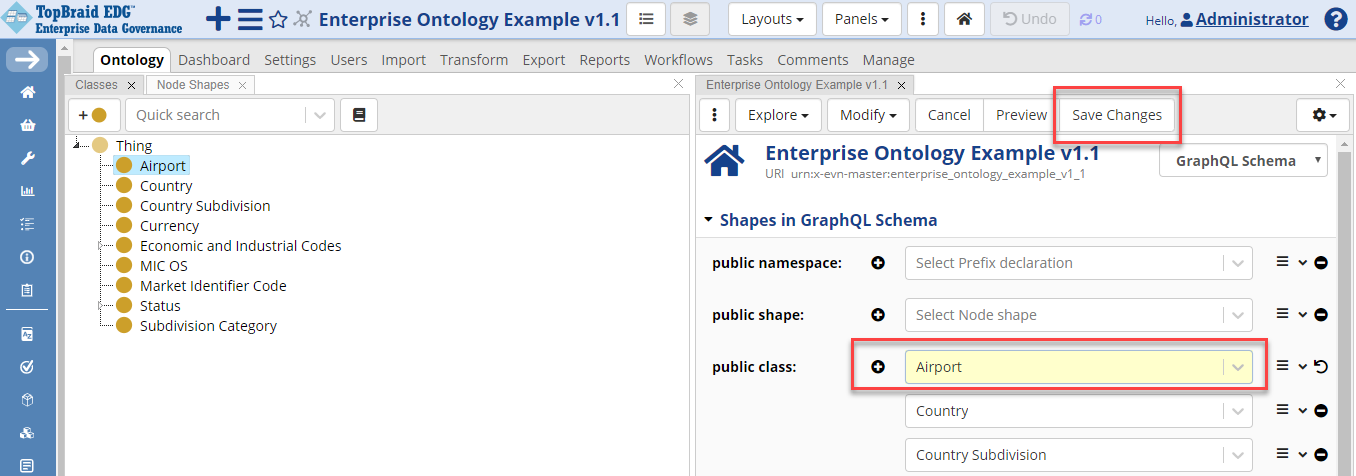 TopBraid EDG™
Enterprise Data Governance
Enterprise Ontology Example v1.1
Layouts
Panels
Undo
0
Hello, Administrator
?
Ontology Dashboard Settings Users Import Transform Export Reports Workflows Tasks Comments Manage
Classes x Node Shapes x
Quick search
Thing
Airport
Country
Country Subdivision
Currency
Economic and Industrial Codes
MIC OS
Market Identifier Code
Status
Subdivision Category
Enterprise Ontology Example v1.1 x
Explore
Modify
Cancel
Preview
Save Changes
Enterprise Ontology Example v1.1
URI urn:x-evn-master:enterprise_ontology_example_v1_1
GraphQL Schema
Shapes in GraphQL Schema
public namespace: Select Prefix declaration
public shape: Select Node shape
public class: Airport
Country
Country Subdivision